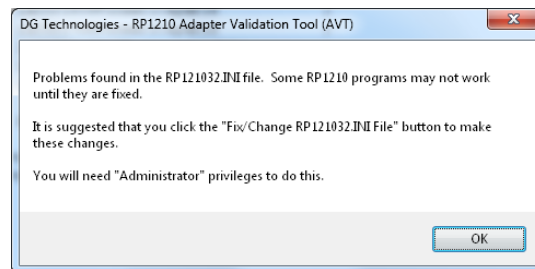 DG Technologies - RP1210 Adapter Validation Tool (AVT)
Problems found in the RP121032.INI file.  Some RP1210 programs may not work
until they are fixed.
It is suggested that you click the "Fix/Change RP121032.INI File" button to make
these changes.
You will need "Administrator" privileges to do this.
OK